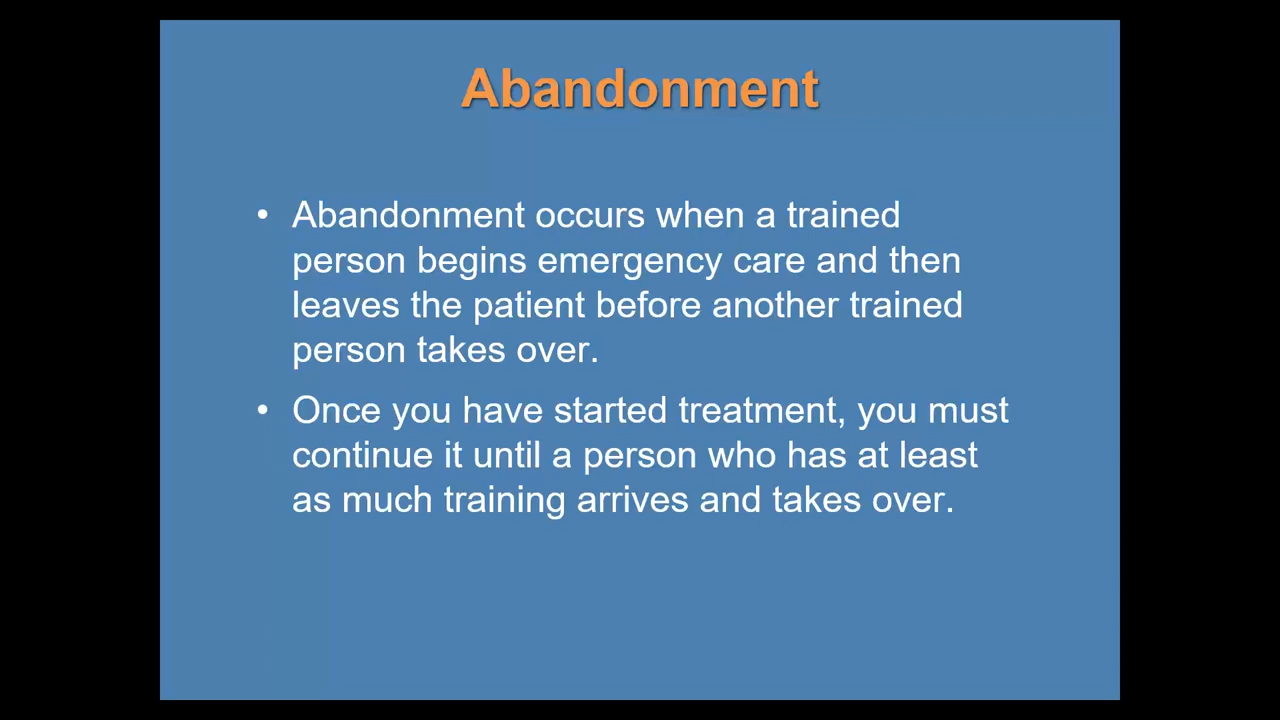 Abandonment
• Abandonment occurs when a trained
person begins emergency care and then
leaves the patient before another trained
person takes over.
• Once you have started treatment, you must
continue it until a person who has at least
as much training arrives and takes over.